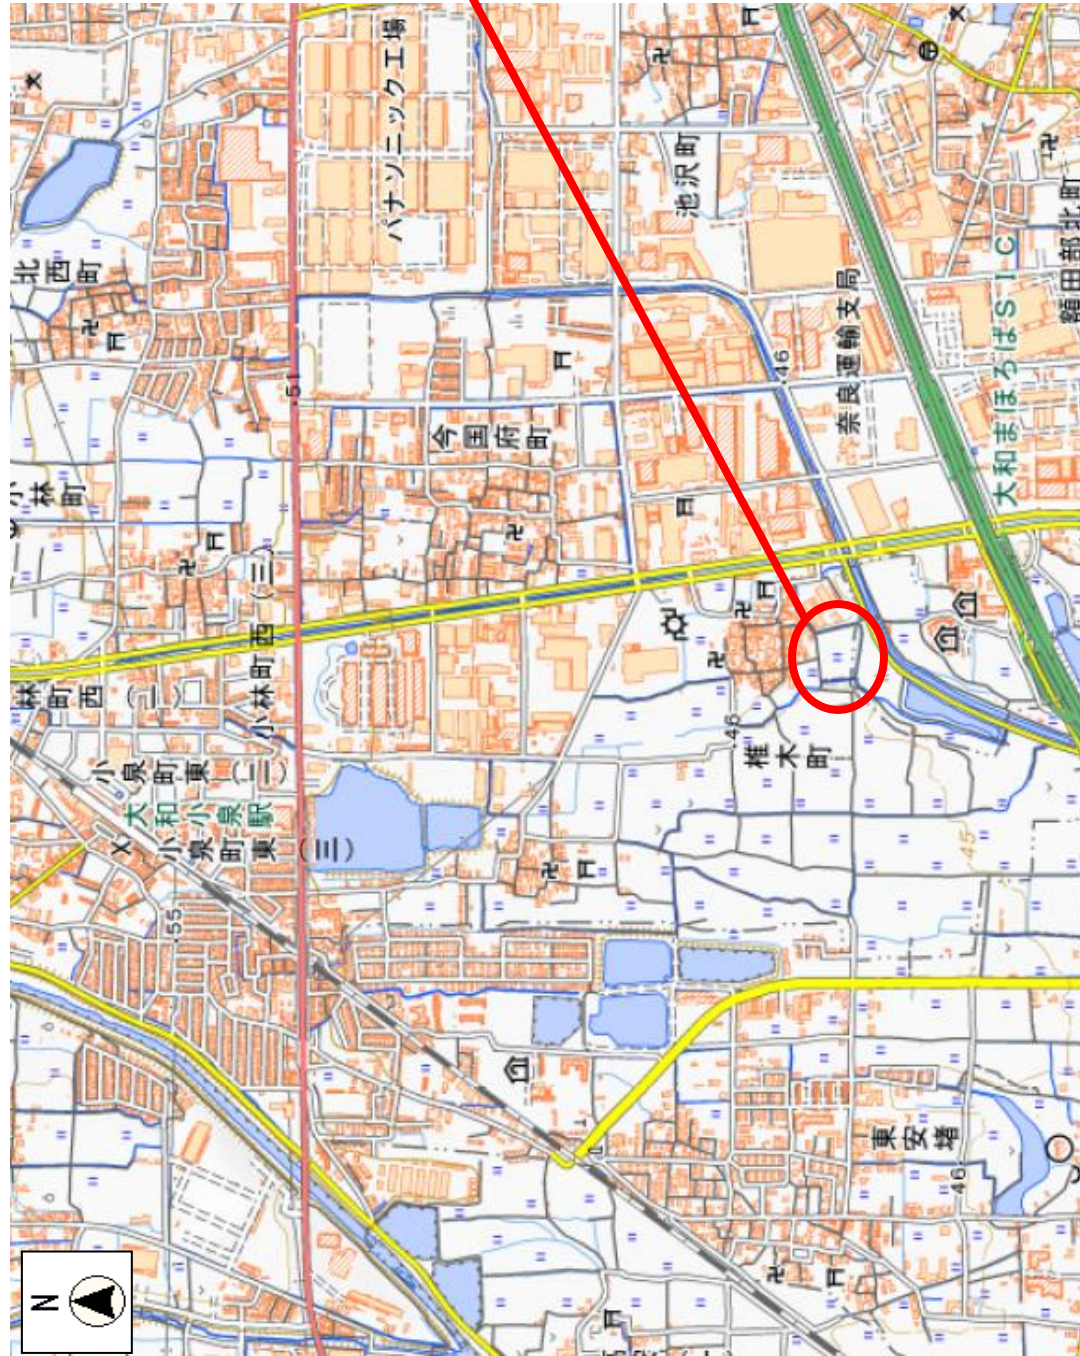 パナソニック工場
池沢町
北西町
小林町
今国府町
奈良運輸支局
大和まほろばSIC
額田部北町
51
46
小林町西(三)
林町西(二)
小泉町東(二)
大和小泉駅
小泉町東(三)
55
46
椎木町
45
東安堵
46
N